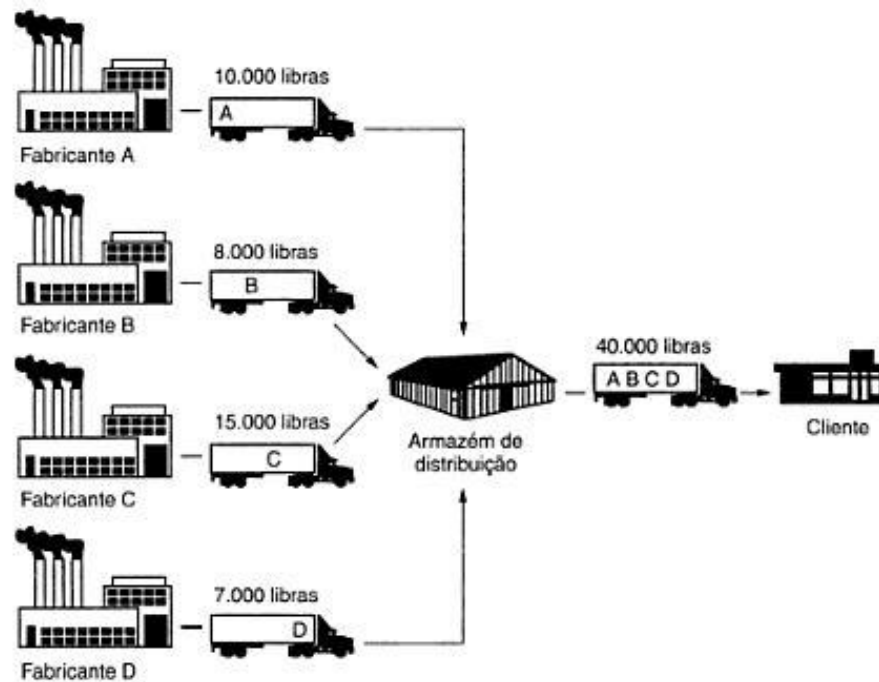 10.000 libras
A
Fabricante A
8.000 libras
B
Fabricante B
15.000 libras
C
Fabricante C
7.000 libras
D
Fabricante D
Armazém de
distribuição
40.000 libras
A B C D
Cliente